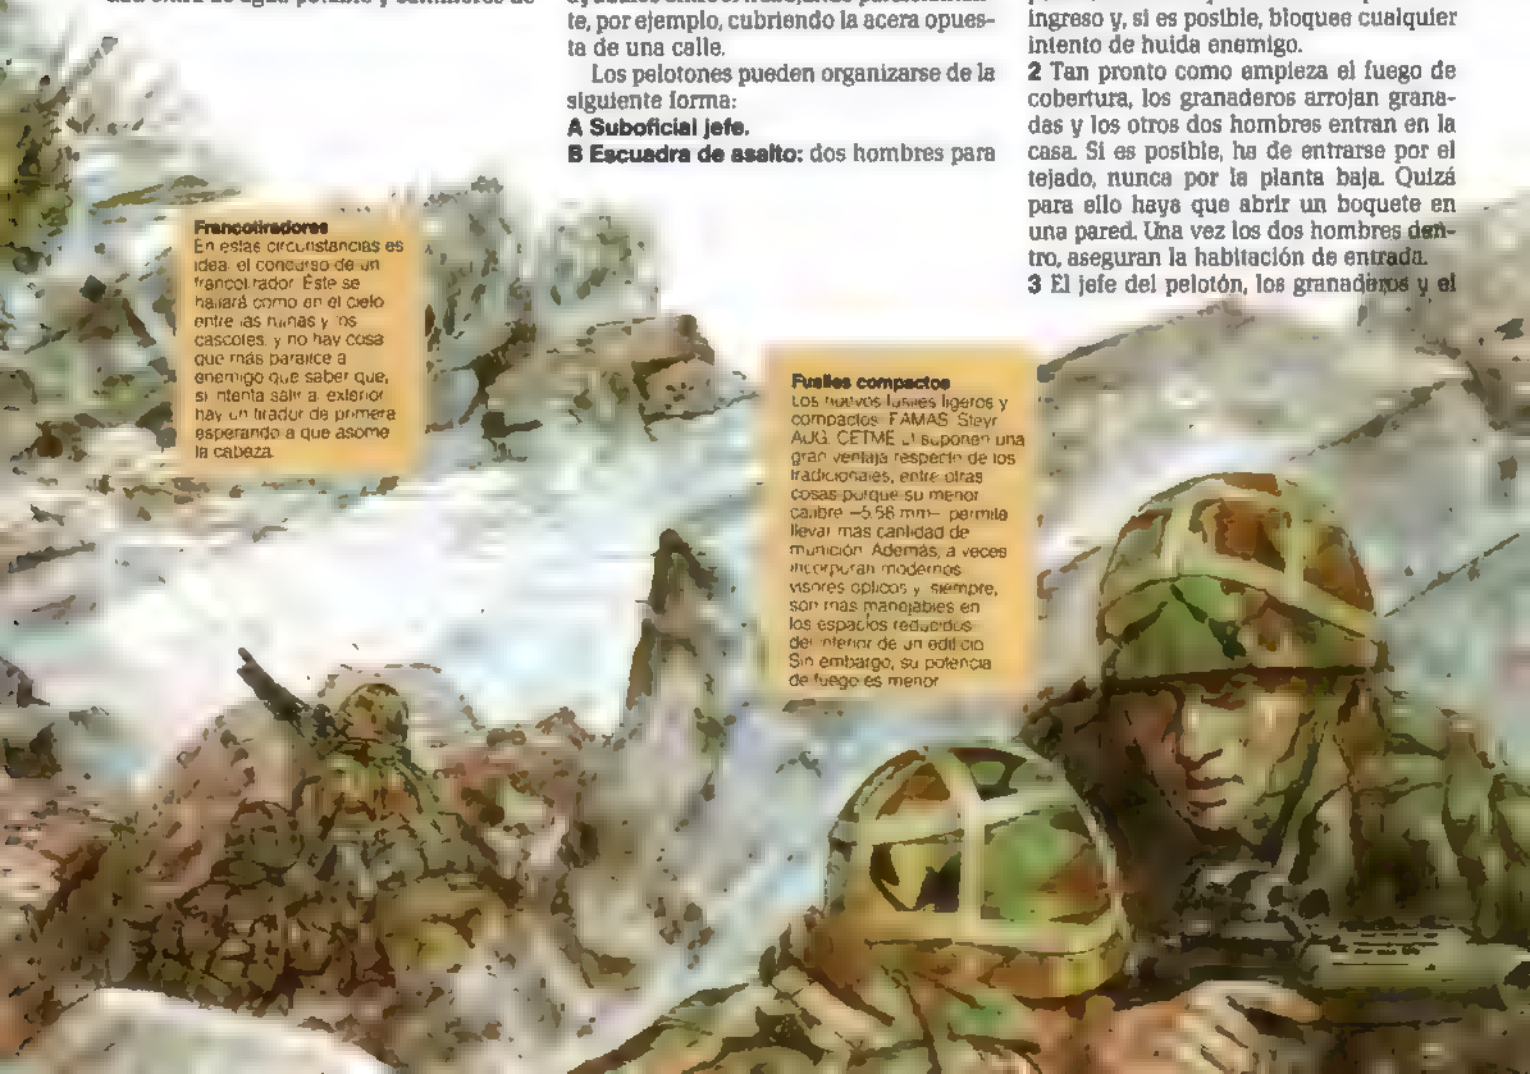 te, por ejemplo, cubriendo la acera opues-
ta de una calle.
Los pelotones pueden organizarse de la
siguiente forma:
A Suboficial jefe.
B Escuadra de asalto: dos hombres para
ingreso y, si es posible, bloquee cualquier
intento de huida enemigo.
2 Tan pronto como empieza el fuego de
cobertura, los granaderos arrojan grana-
das y los otros dos hombres entran en la
casa. Si es posible, ha de entrarse por el
tejado, nunca por la planta baja. Quizá
para ello haya que abrir un boquete en
una pared. Una vez los dos hombres den-
tro, aseguran la habitación de entrada.
3 El jefe del pelotón, los granaderos y el
Francotiradores
En estas circunstancias es
ideal el concurso de un
francotirador. Éste se
hallará como en el cielo
entre las ruinas y los
cascotes, y no hay cosa
que más paralice a
enemigo que saber que,
si intenta salir al exterior
hay un tirador de primera
esperando a que asome
la cabeza.
Fusiles compactos
Los nuevos fusiles ligeros y
compactos FAMAS Steyr
AUG. CETME L) suponen una
gran ventaja respecto de los
tradicionales, entre otras
cosas porque su menor
calibre –5,56 mm– permite
llevar más cantidad de
munición. Además, a veces
incorporan modernos
visores ópticos y siempre,
son más manejables en
los espacios reducidos
del interior de un edificio
Sin embargo, su potencia
de fuego es menor